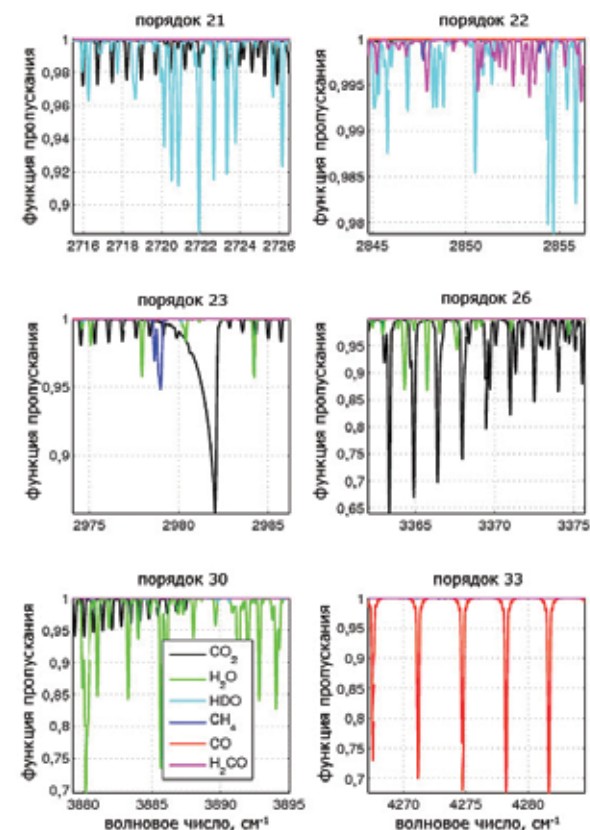 порядок 21
порядок 22
функция пропускания
1
0,98
0,96
0,94
0,92
0,9
2716 2718 2720 2722 2724 2726
функция пропускания
1
0,995
0,99
0,985
0,98
2845 2850 2855
порядок 23
порядок 26
функция пропускания
1
0,95
0,9
2975 2980 2985
функция пропускания
0,95
0,9
0,85
0,8
0,75
0,7
0,65
3365 3370 3375
порядок 30
порядок 33
функция пропускания
1
0,95
0,9
0,85
0,8
0,75
0,7
3880 3885 3890 3895
волновое число, см⁻¹
CO₂
H₂O
HDO
CH₄
CO
H₂CO
функция пропускания
1
0,95
0,9
0,85
0,8
0,75
0,7
4270 4275 4280
волновое число, см⁻¹